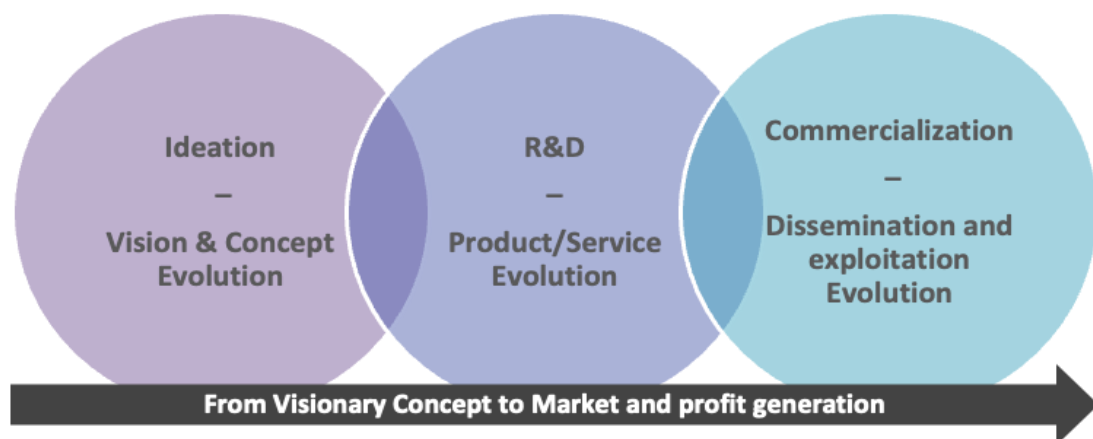 Ideation
–
Vision & Concept
Evolution
R&D
–
Product/Service
Evolution
Commercialization
–
Dissemination and
exploitation
Evolution
From Visionary Concept to Market and profit generation